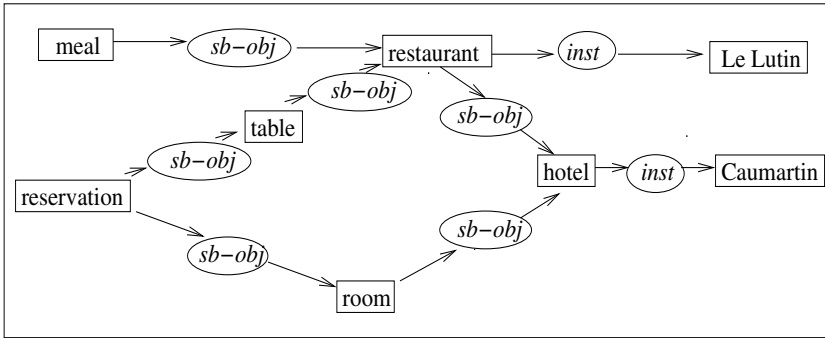 meal
sb-obj
restaurant
inst
Le Lutin
sb-obj
sb-obj
table
sb-obj
hotel
inst
Caumartin
reservation
sb-obj
sb-obj
room